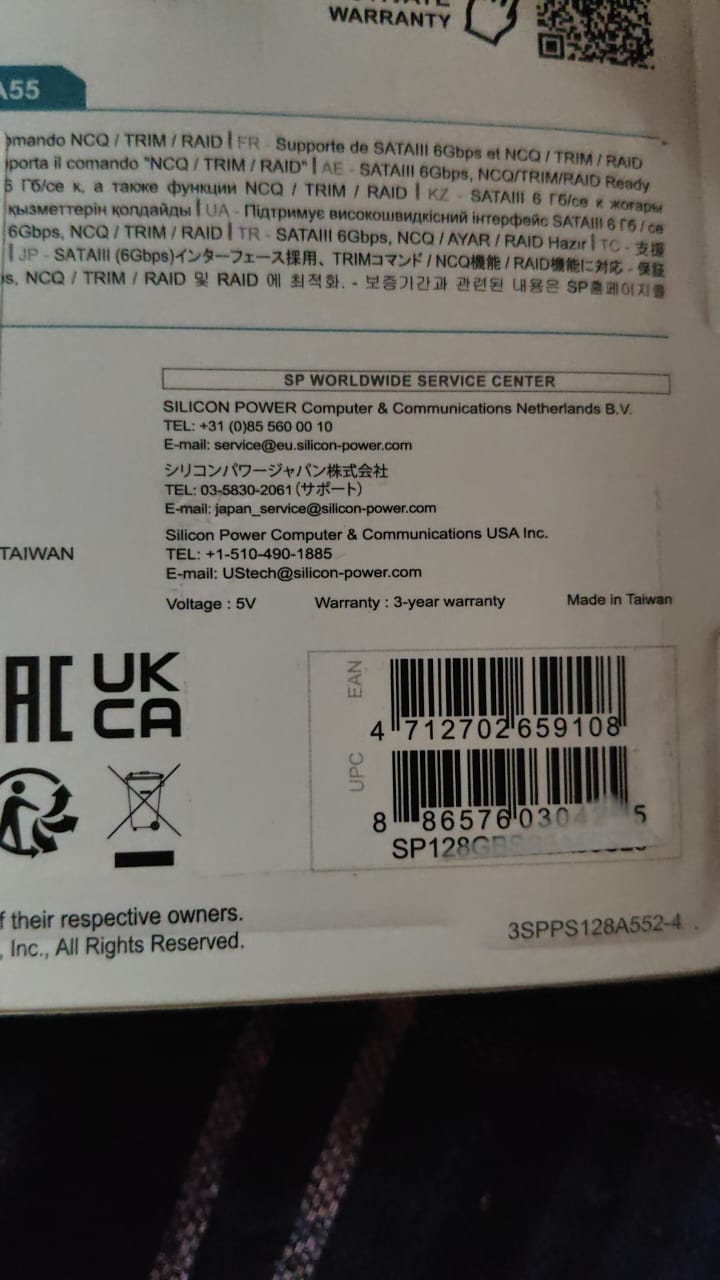 WARRANTY
A55
omando NCQ / TRIM / RAID | FR - Supporte de SATAIII 6Gbps et NCQ / TRIM / RAID
porta il comando "NCQ / TRIM / RAID" | AE - SATAIII 6Gbps, NCQ/TRIM/RAID Ready
6 Гб/сe к, а также функции NCQ / TRIM / RAID | KZ - SATAIII 6 Гб/сe к жоғары
қызметтерін қолдайды | UA - Підтримує високошвидкісний інтерфейс SATAIII 6 Гб / сe
6Gbps, NCQ / TRIM / RAID | TR - SATAIII 6Gbps, NCQ / AYAR / RAID Hazır | TC - 支援
| JP - SATAIII (6Gbps)インターフェース採用、TRIMコマンド / NCQ機能 / RAID機能に対応 - 保証
s, NCQ / TRIM / RAID 및 RAID 에 최적화. - 보증기간과 관련된 내용은 SP홈페이지를
SP WORLDWIDE SERVICE CENTER
SILICON POWER Computer & Communications Netherlands B.V.
TEL: +31 (0)85 560 00 10
E-mail: service@eu.silicon-power.com
シリコンパワージャパン株式会社
TEL: 03-5830-2061 (サポート)
E-mail: japan_service@silicon-power.com
Silicon Power Computer & Communications USA Inc.
TEL: +1-510-490-1885
E-mail: UStech@silicon-power.com
TAIWAN
Voltage : 5V Warranty : 3-year warranty Made in Taiwan
EAC UK
CA
EAN
4 712702 659108
UPC
8 86576 030 5
SP128GB
f their respective owners.
, Inc., All Rights Reserved.
3SPPS128A552-4